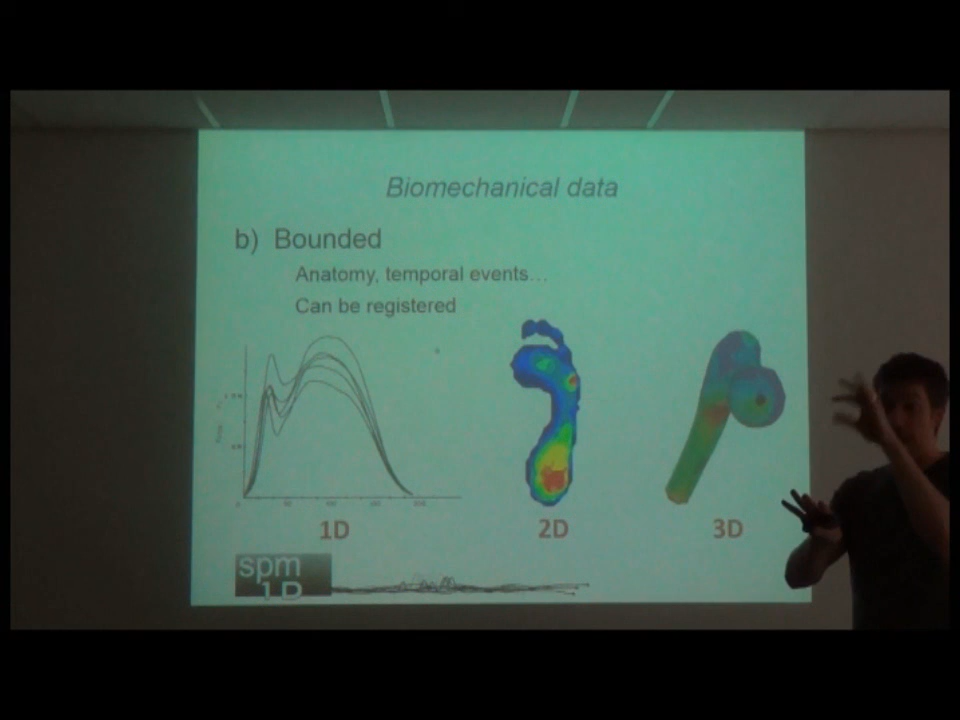 Biomechanical data
b) Bounded
Anatomy, temporal events...
Can be registered
1D
2D
3D
spm
1D